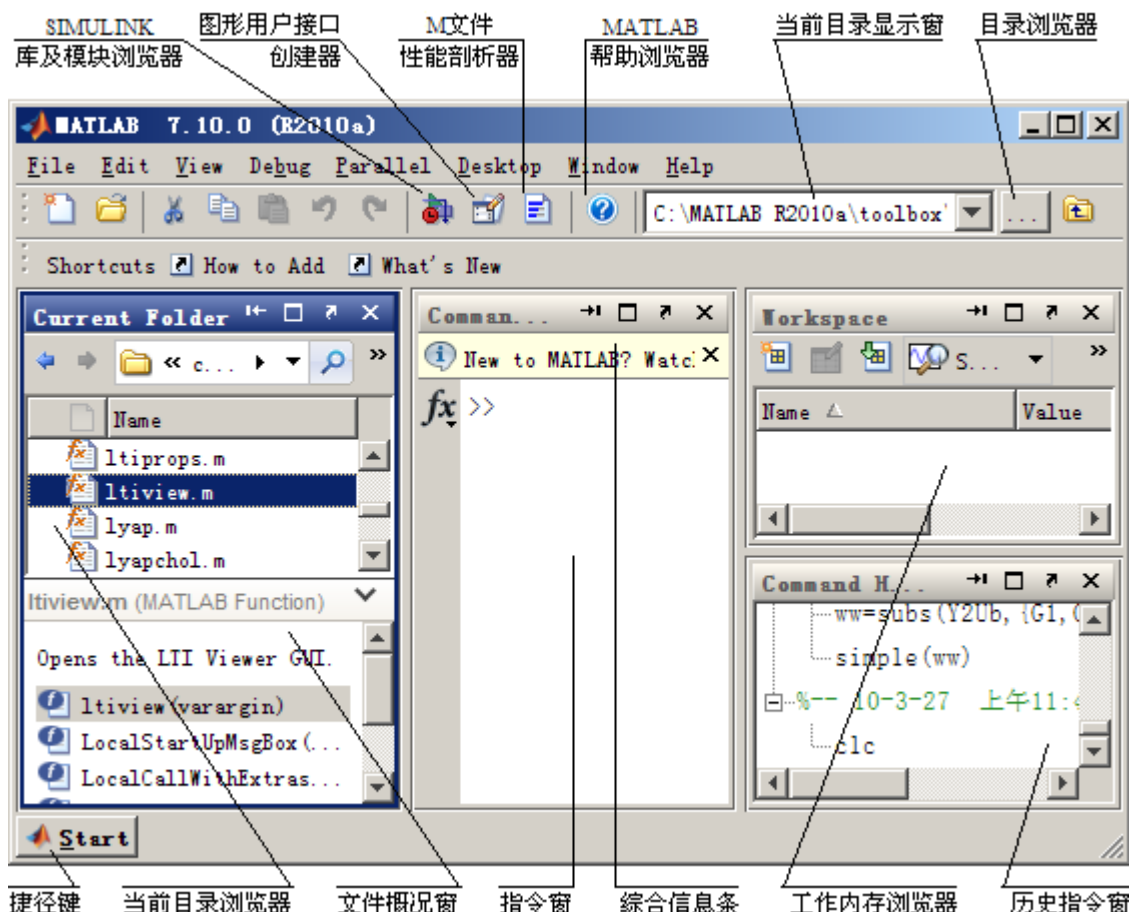 SIMULINK
库及模块浏览器
图形用户接口
创建器
M文件
性能剖析器
MATLAB
帮助浏览器
当前目录显示窗
目录浏览器
MATLAB 7.10.0 (R2010a)
File Edit View Debug Parallel Desktop Window Help
C:\MATLAB R2010a\toolbox\
...
Shortcuts How to Add What's New
Current Folder
« c... »
Name
ltiprops.m
ltiview.m
lyap.m
lyapchol.m
ltiview.m (MATLAB Function)
Opens the LTI Viewer GUI.
ltiview(varargin)
LocalStartUpMsgBox(...
LocalCallWithExtras...
Comman...
New to MATLAB? Watc
fx >>
Workspace
S... »
Name Value
Command H...
ww=subs(Y2Ub,{G1,
simple(ww)
%-- 10-3-27 上午11:4
clc
Start
捷径键
当前目录浏览器
文件概况窗
指令窗
综合信息条
工作内存浏览器
历史指令窗